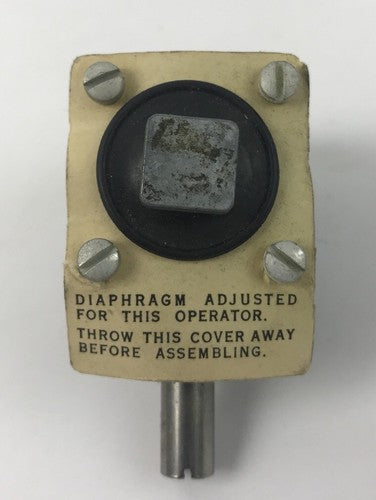 DIAPHRAGM ADJUSTED
FOR THIS OPERATOR.
THROW THIS COVER AWAY
BEFORE ASSEMBLING.